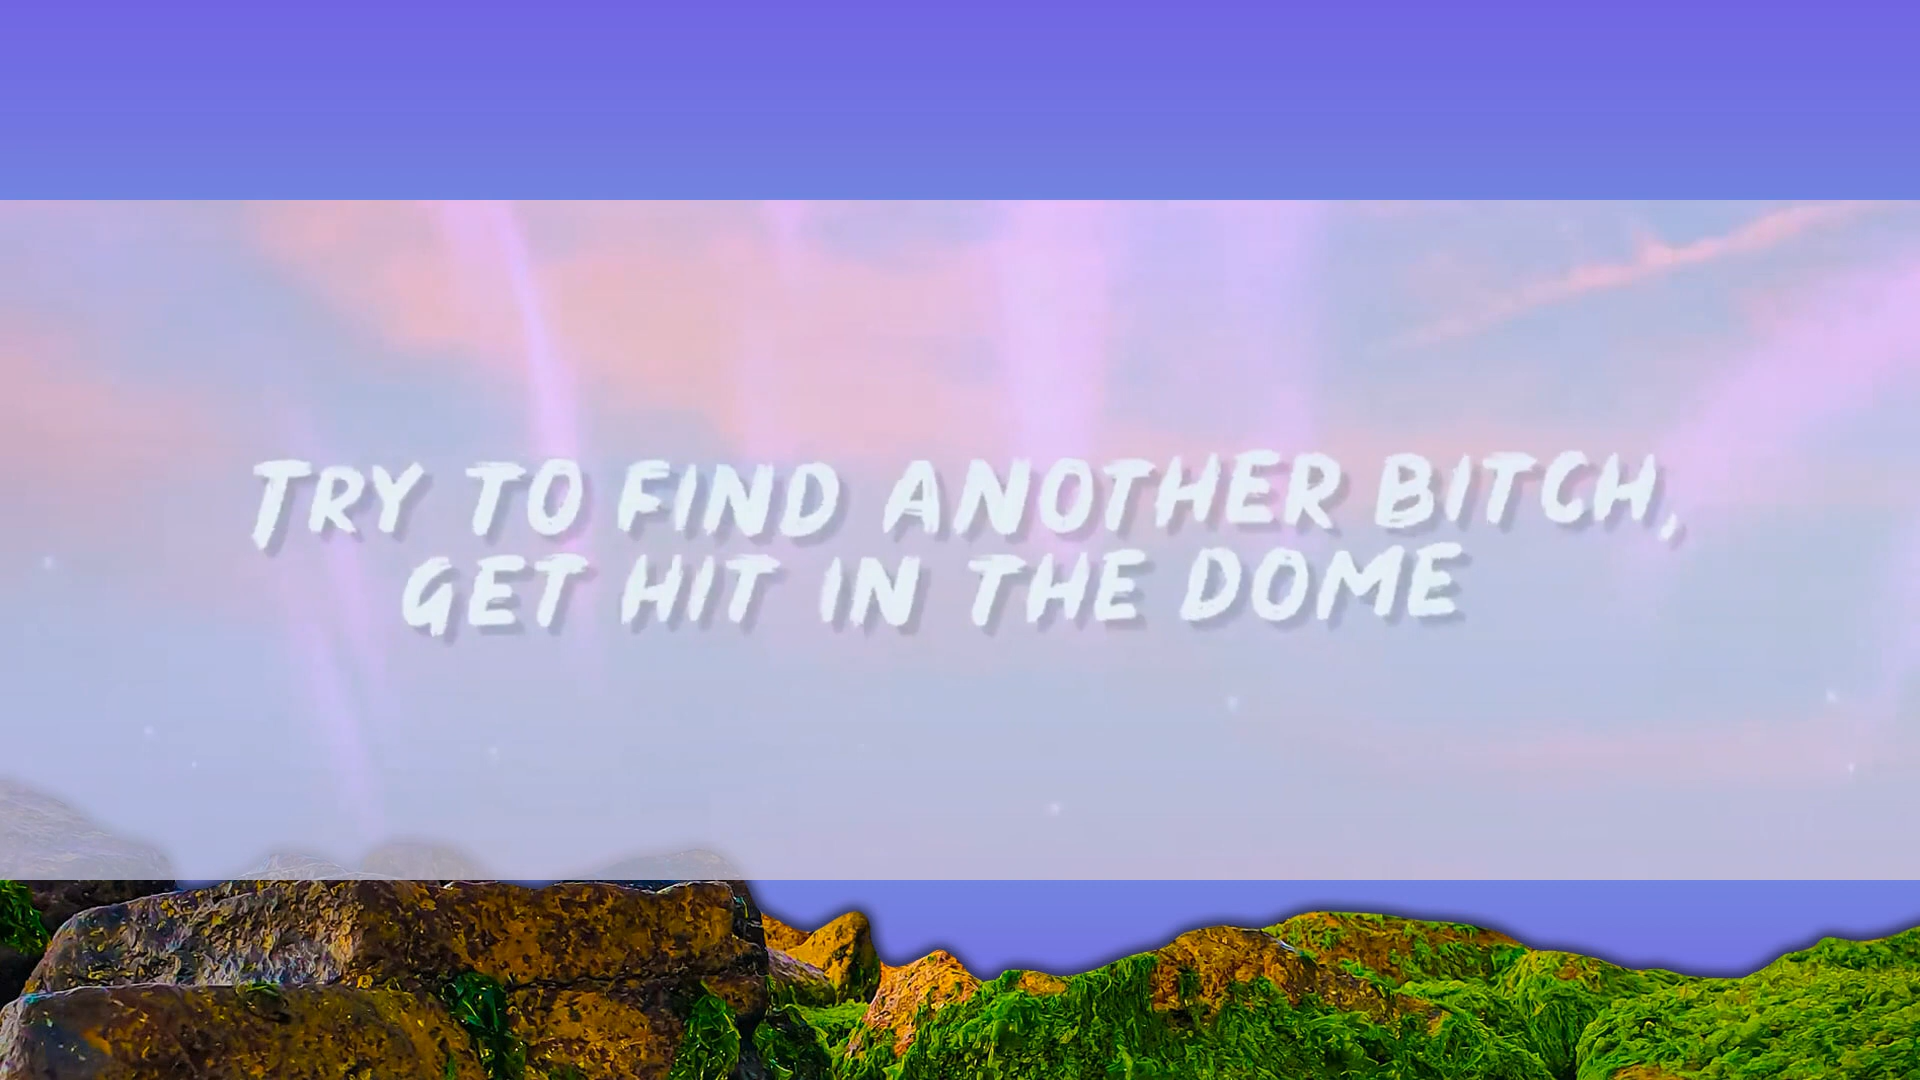 TRY TO FIND ANOTHER BITCH,
GET HIT IN THE DOME